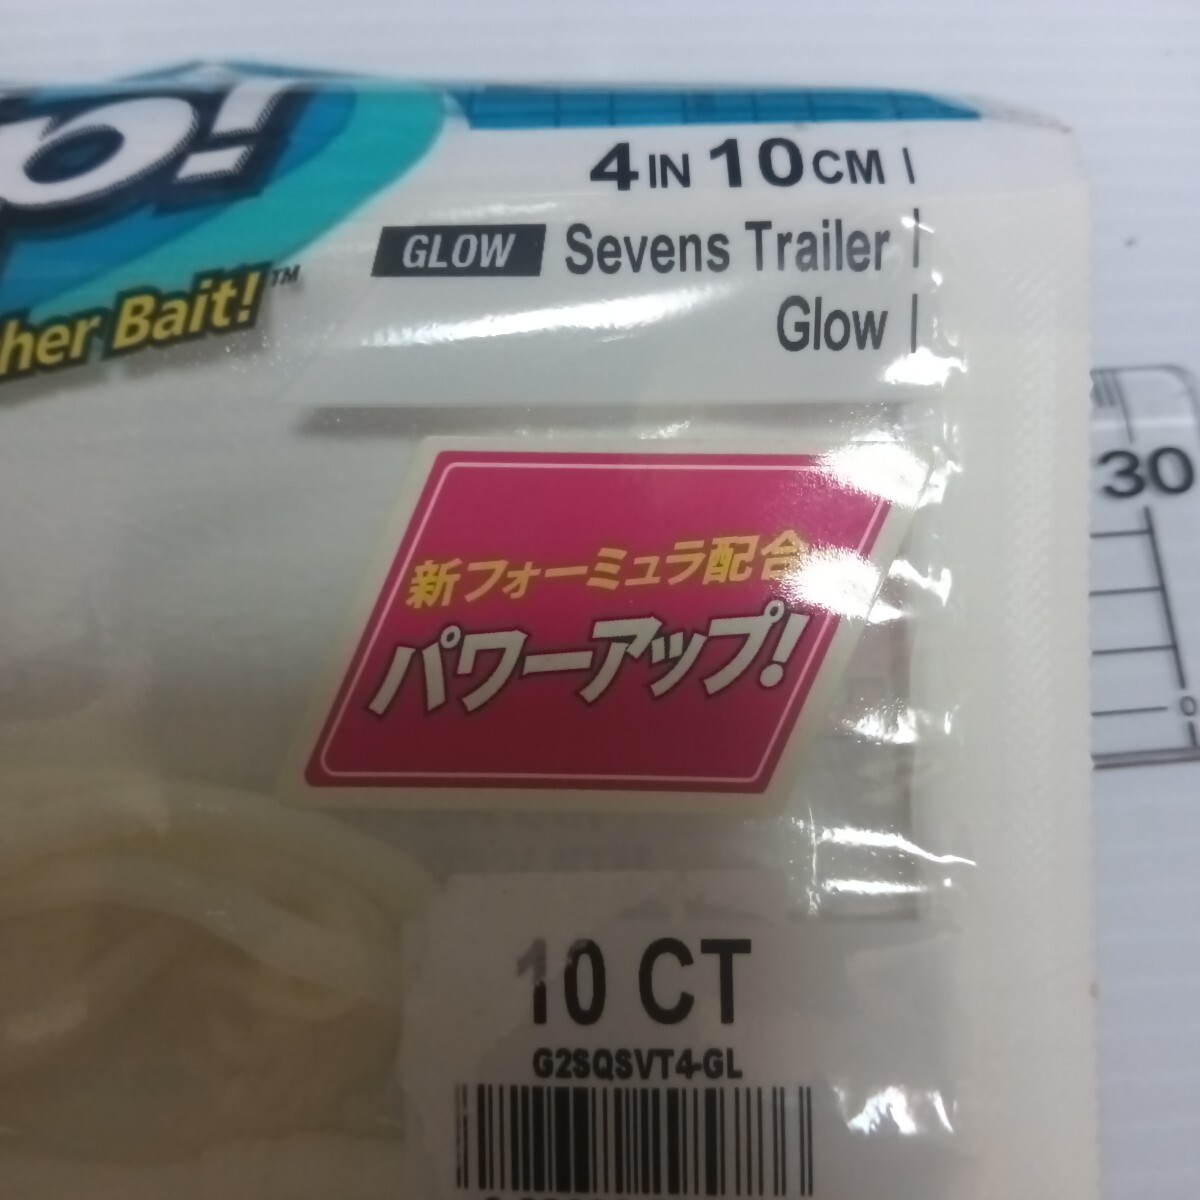 4 IN 10 CM
GLOW Sevens Trailer
Glow
her Bait!™
新フォーミュラ配合
パワーアップ!
30
10 CT
G2SQSVT4-GL